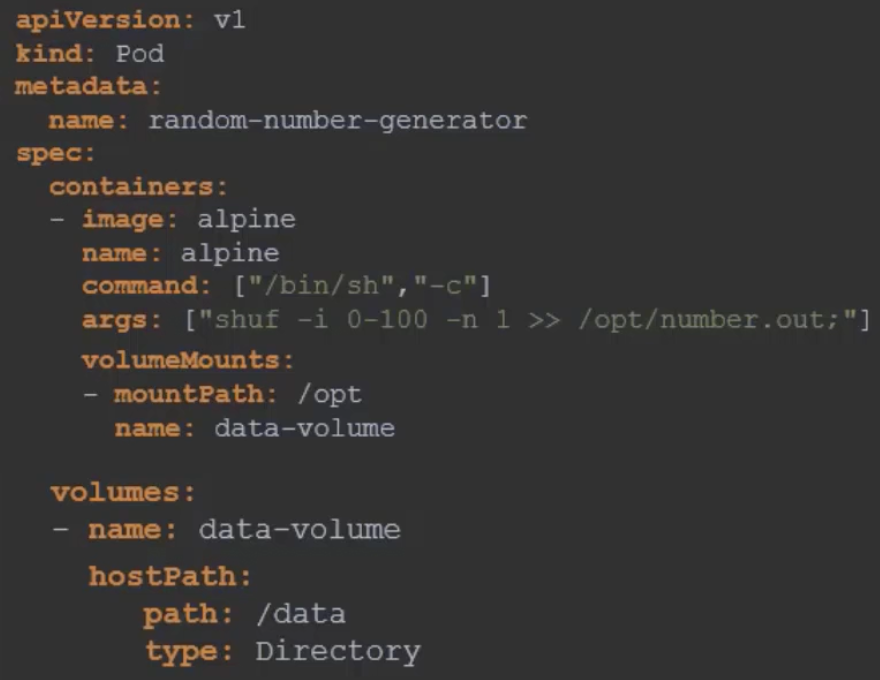 apiVersion: v1
kind: Pod
metadata:
  name: random-number-generator
spec:
  containers:
  - image: alpine
    name: alpine
    command: ["/bin/sh","-c"]
    args: ["shuf -i 0-100 -n 1 >> /opt/number.out;"]
    volumeMounts:
    - mountPath: /opt
      name: data-volume
  volumes:
  - name: data-volume
    hostPath:
       path: /data
       type: Directory